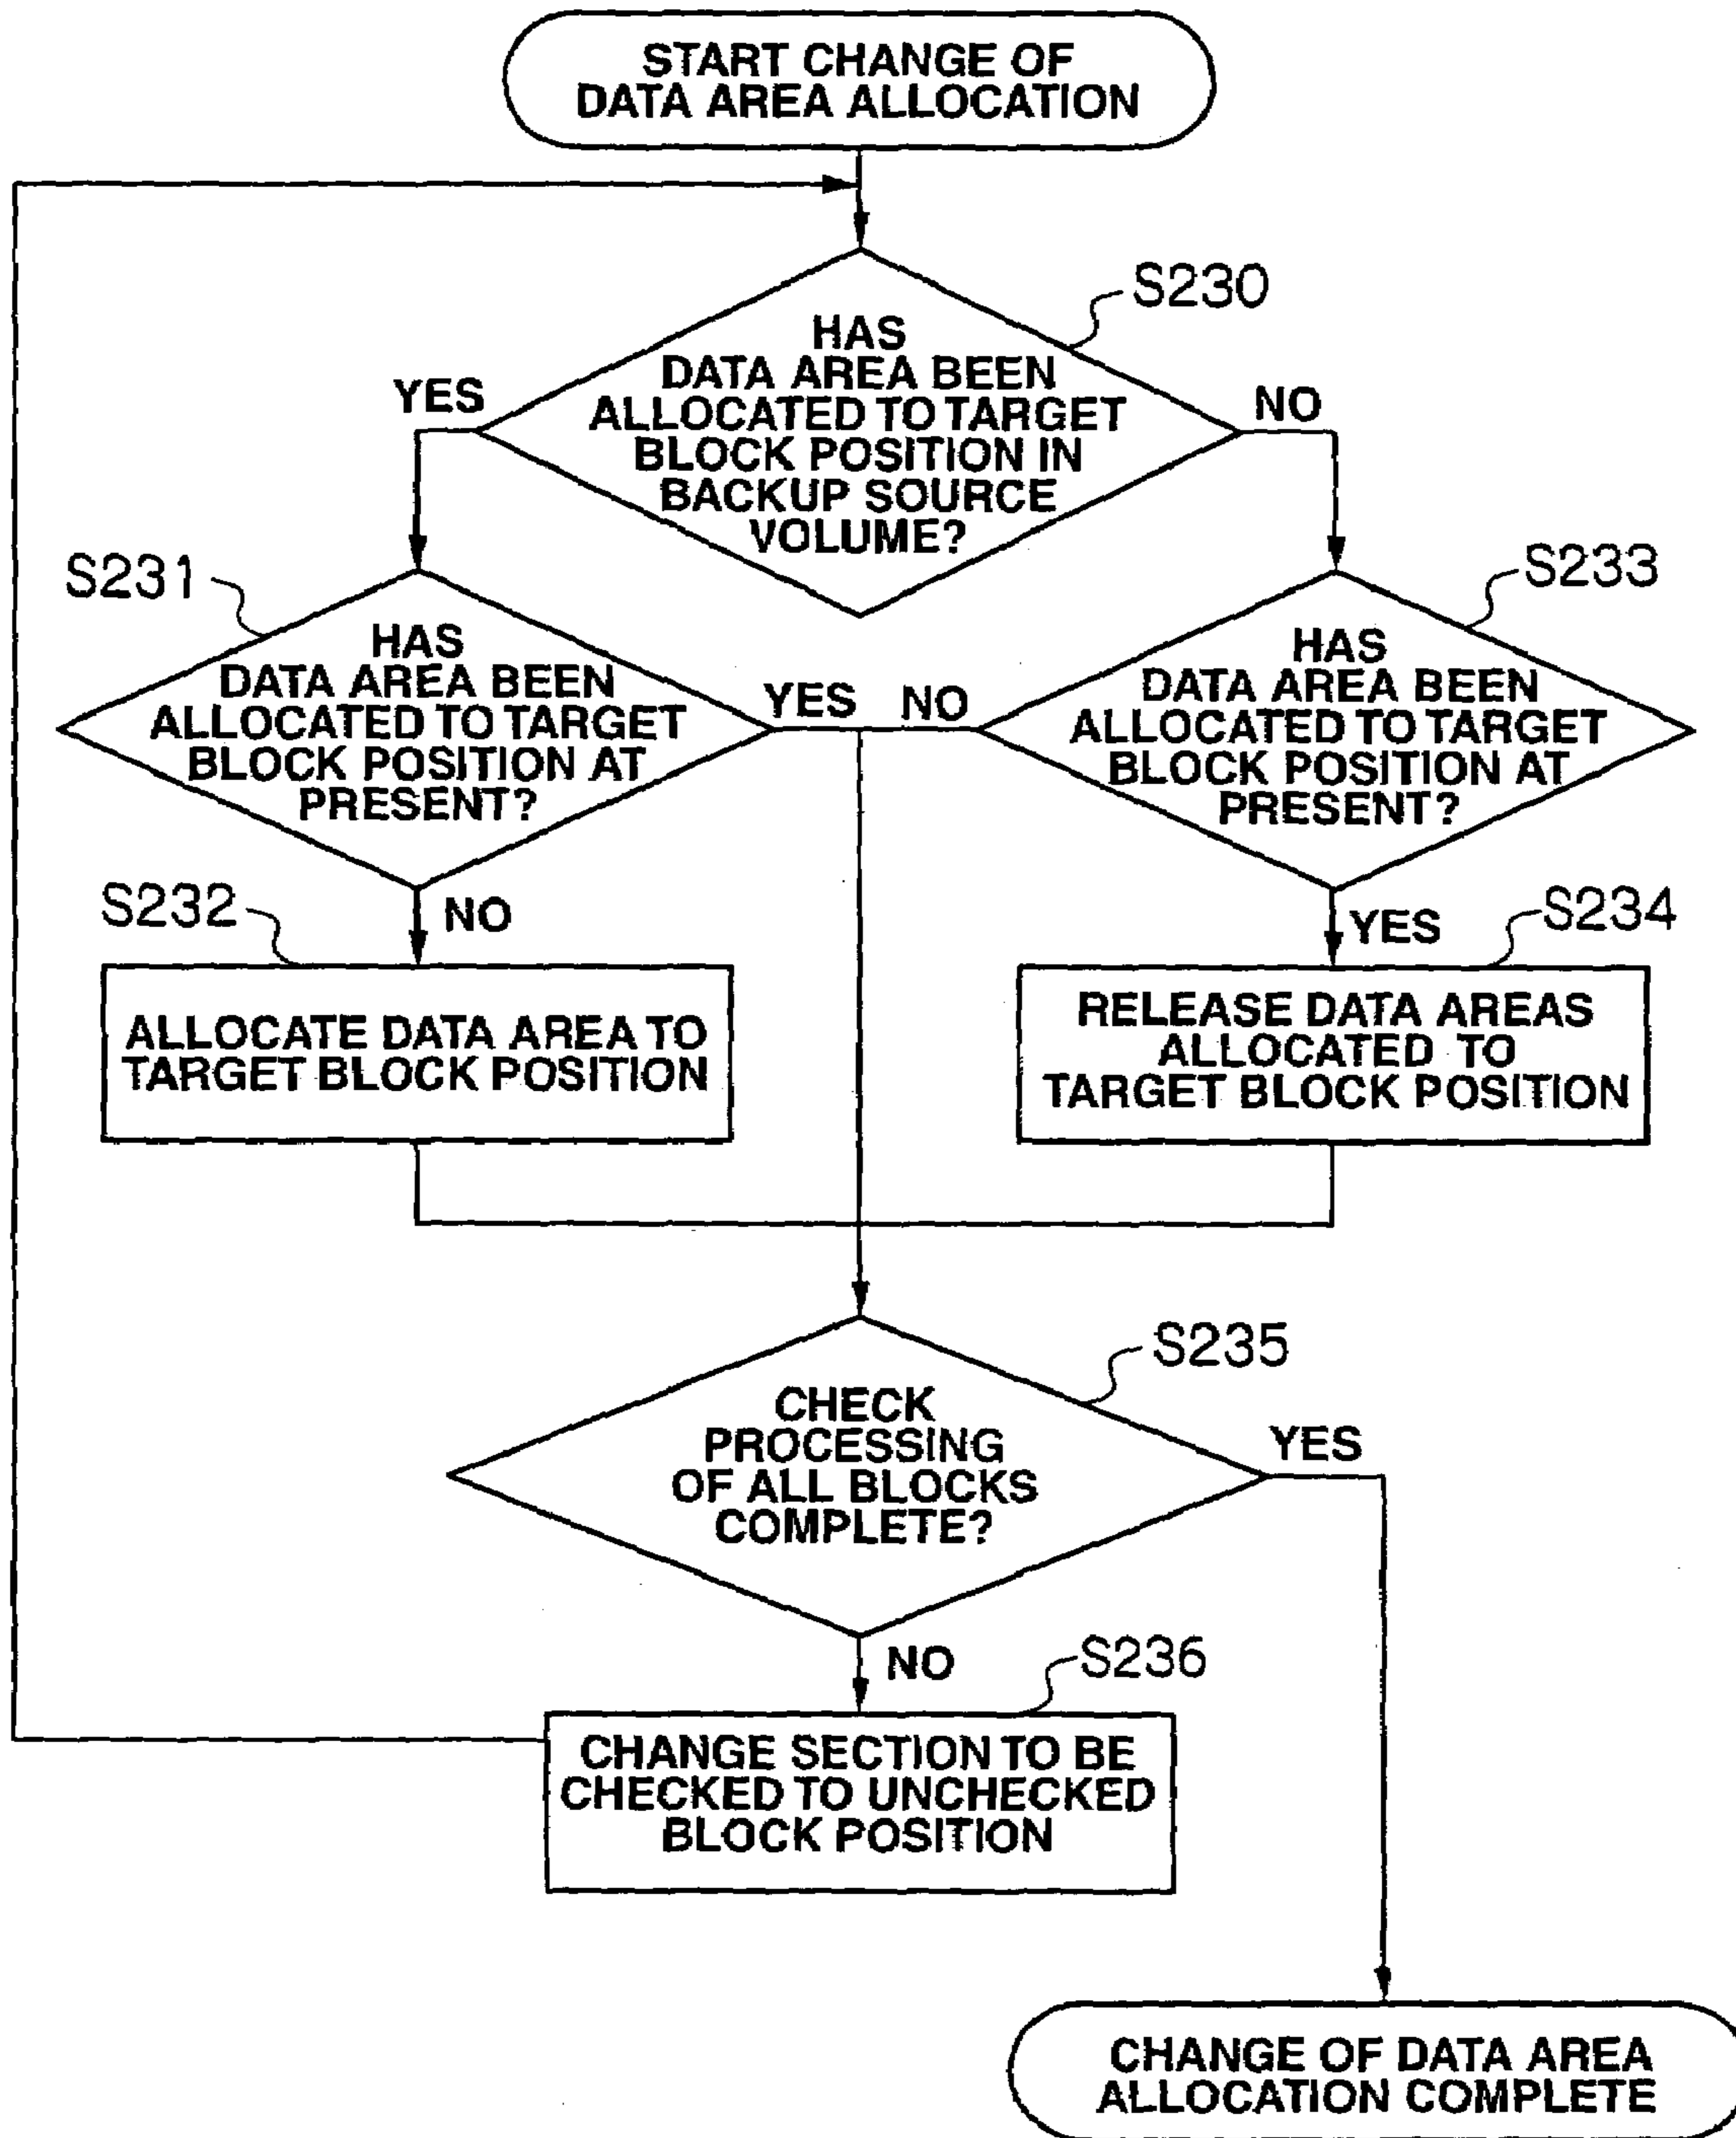 START CHANGE OF
DATA AREA ALLOCATION
S230
HAS
DATA AREA BEEN
ALLOCATED TO TARGET
BLOCK POSITION IN
BACKUP SOURCE
VOLUME?
YES
NO
S231
HAS
DATA AREA BEEN
ALLOCATED TO TARGET
BLOCK POSITION AT
PRESENT?
YES
NO
S233
HAS
DATA AREA BEEN
ALLOCATED TO TARGET
BLOCK POSITION AT
PRESENT?
S232
NO
ALLOCATE DATA AREA TO
TARGET BLOCK POSITION
YES
S234
RELEASE DATA AREAS
ALLOCATED TO
TARGET BLOCK POSITION
S235
CHECK
PROCESSING
OF ALL BLOCKS
COMPLETE?
YES
NO
S236
CHANGE SECTION TO BE
CHECKED TO UNCHECKED
BLOCK POSITION
CHANGE OF DATA AREA
ALLOCATION COMPLETE